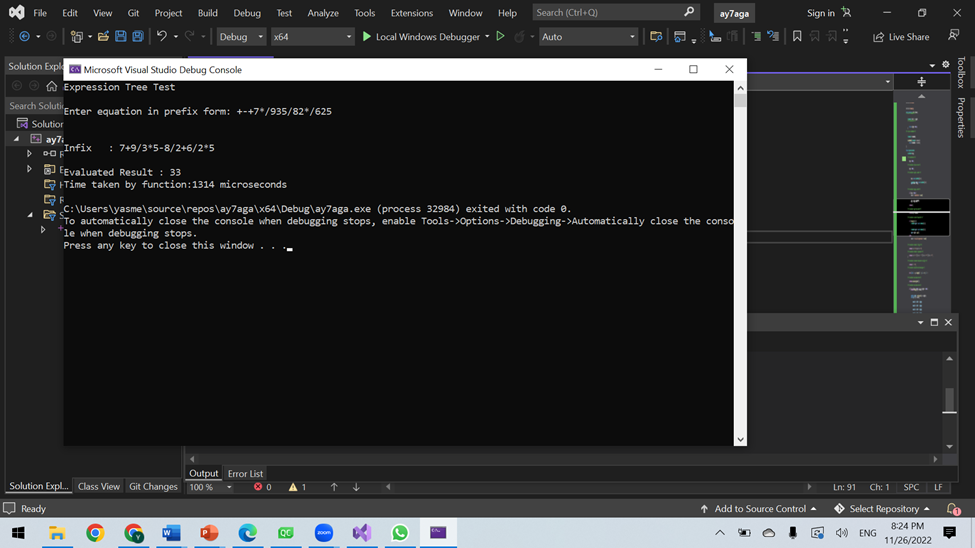 File Edit View Git Project Build Debug Test Analyze Tools Extensions Window Help Search (Ctrl+Q) ay7aga Sign in
Debug x64 Local Windows Debugger Auto Live Share
Solution Explo
Microsoft Visual Studio Debug Console
Toolbox
Properties
Search Solution
Solution
ay7a
Expression Tree Test
Enter equation in prefix form: +-+7*/935/82*/625
Infix   : 7+9/3*5-8/2+6/2*5
Evaluated Result : 33
Time taken by function:1314 microseconds
C:\Users\yasme\source\repos\ay7aga\x64\Debug\ay7aga.exe (process 32984) exited with code 0.
To automatically close the console when debugging stops, enable Tools->Options->Debugging->Automatically close the conso
le when debugging stops.
Press any key to close this window . . .
Output Error List
Solution Expl... Class View Git Changes 100 % 0 1 Ln: 91 Ch: 1 SPC LF
Ready Add to Source Control Select Repository 1
ENG 8:24 PM
11/26/2022